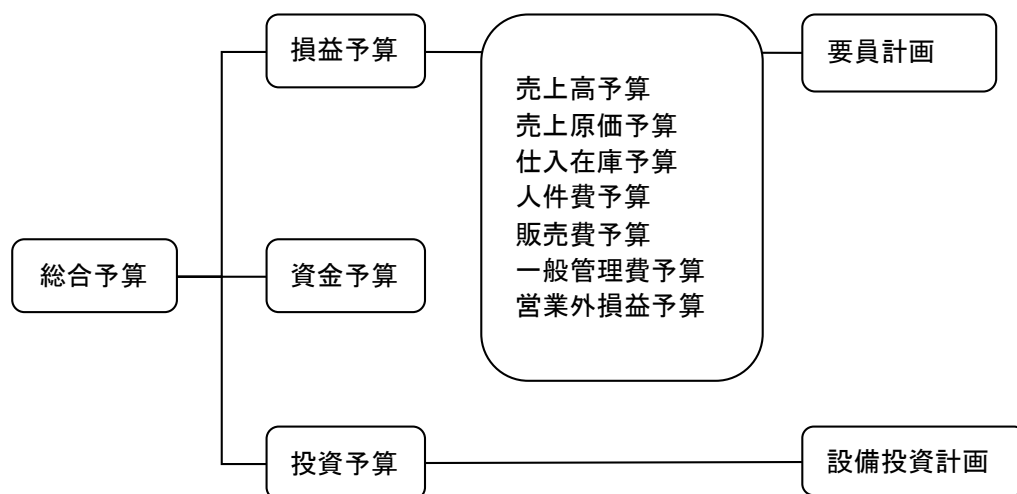 損益予算
要員計画
売上高予算
売上原価予算
仕入在庫予算
人件費予算
販売費予算
一般管理費予算
営業外損益予算
総合予算
資金予算
投資予算
設備投資計画